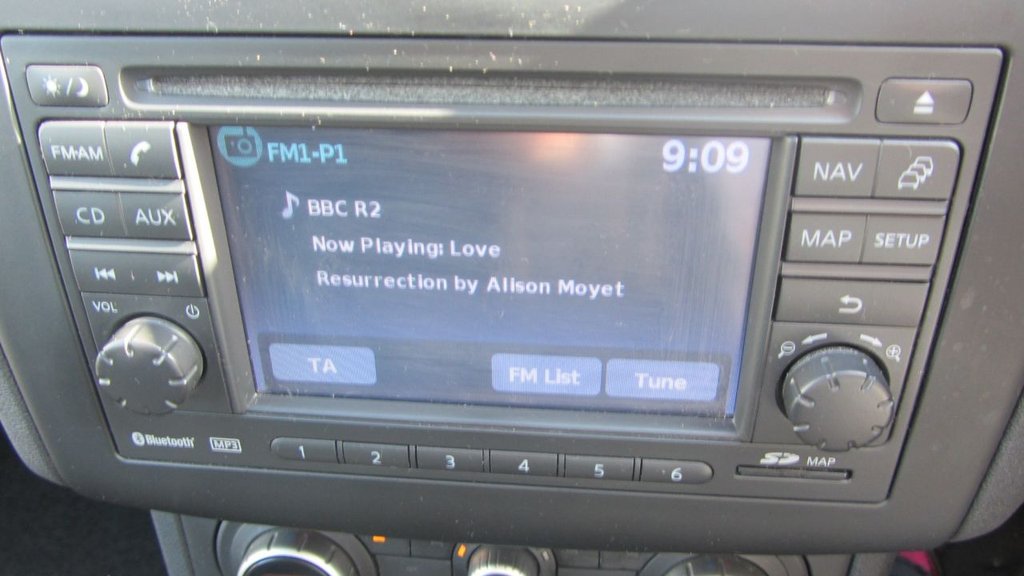 FM1-P1 9:09
FM·AM
NAV
BBC R2
CD AUX
Now Playing: Love
MAP SETUP
Resurrection by Alison Moyet
VOL
TA FM List Tune
Bluetooth MP3
1 2 3 4 5 6
SD MAP